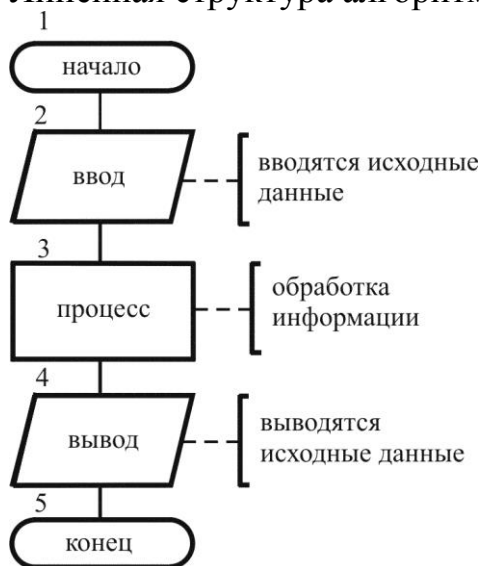 Линейная структура алгоритм
1
начало
2
ввод
вводятся исходные
данные
3
процесс
обработка
информации
4
вывод
выводятся
исходные данные
5
конец